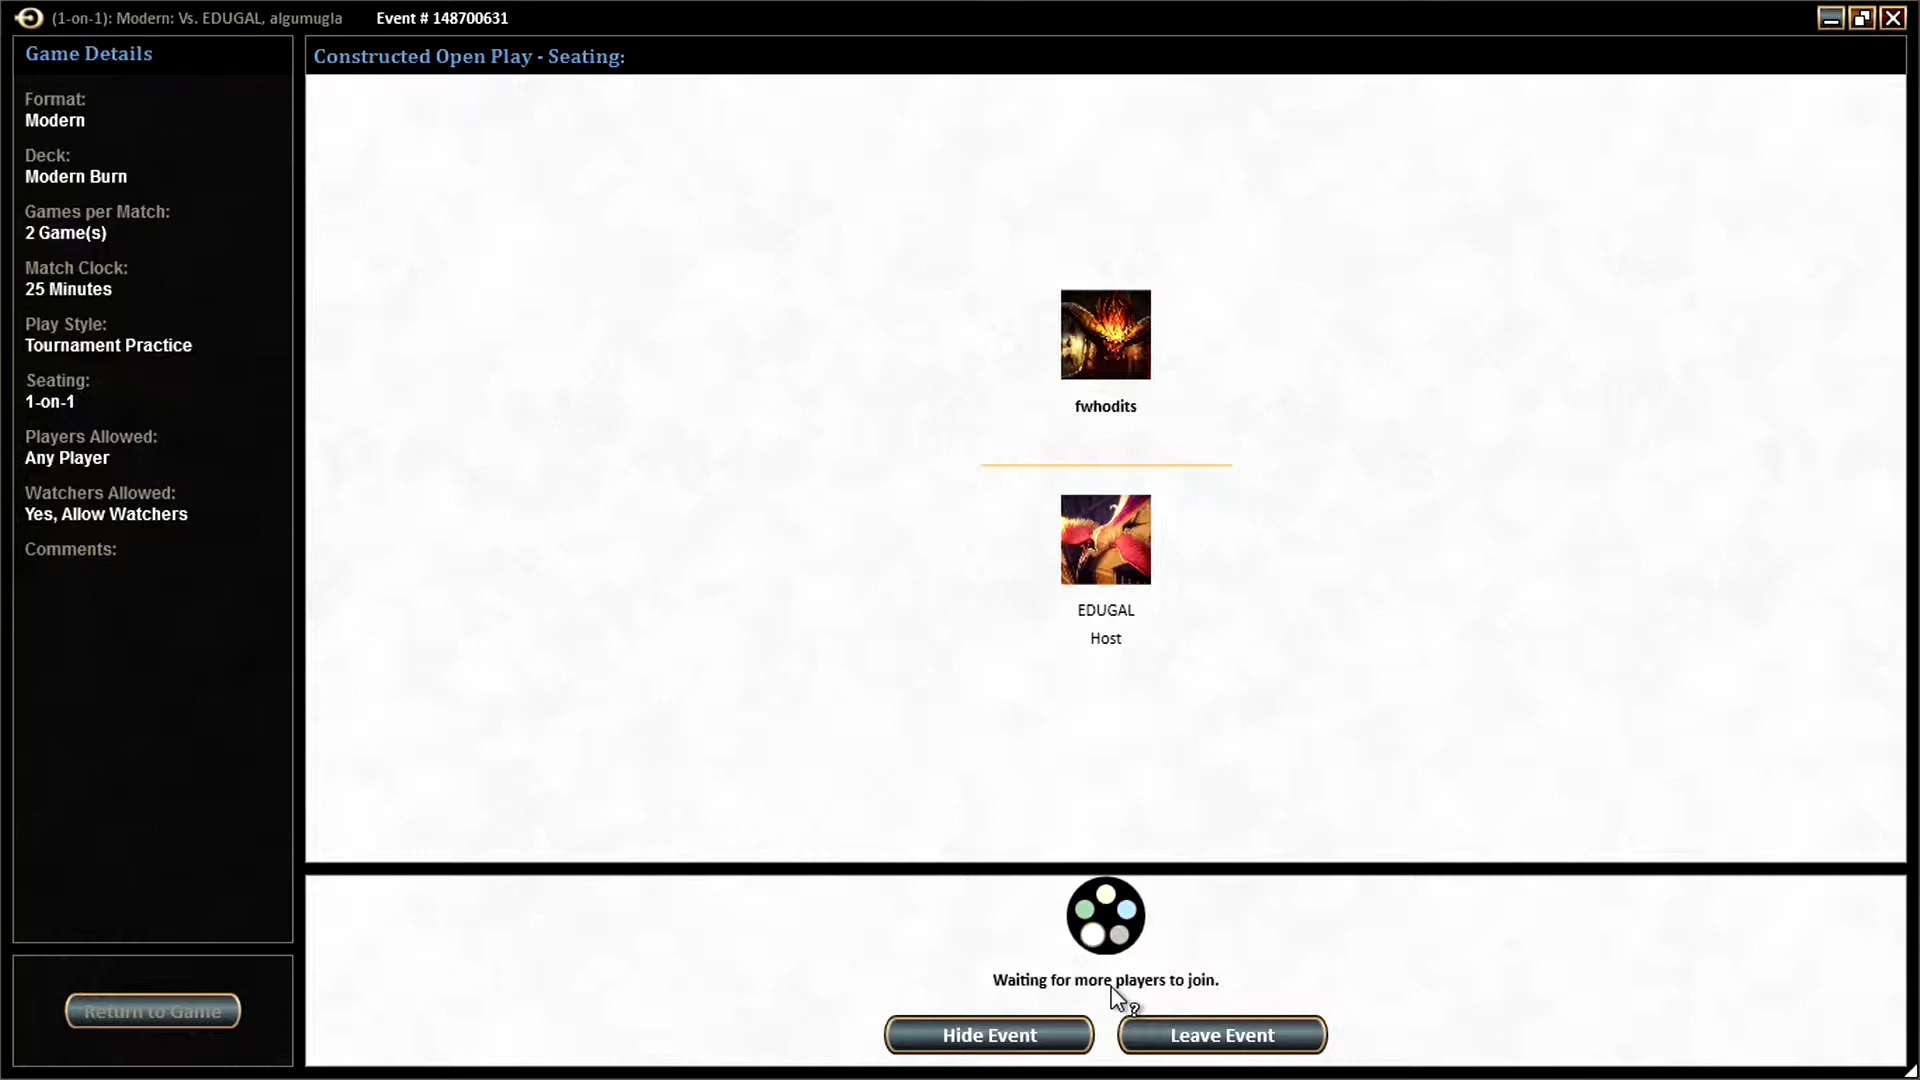 (1-on-1): Modern: Vs. EDUGAL, algumugla Event # 148700631
Game Details
Format:
Modern
Deck:
Modern Burn
Games per Match:
2 Game(s)
Match Clock:
25 Minutes
Play Style:
Tournament Practice
Seating:
1-on-1
Players Allowed:
Any Player
Watchers Allowed:
Yes, Allow Watchers
Comments:
Return to Game
Constructed Open Play - Seating:
fwhodits
EDUGAL
Host
Waiting for more players to join.
Hide Event Leave Event